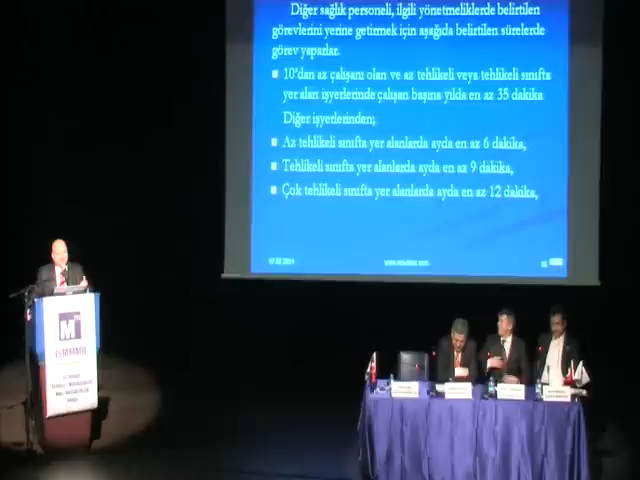 Diğer sağlık personeli, ilgili yönetmeliklerde belirtilen
görevlerini yerine getirmek için aşağıda belirtilen sürelerde
görev yaparlar.
10'dan az çalışanı olan ve az tehlikeli veya tehlikeli sınıfta
yer alan işyerlerinde çalışan başına yılda en az 35 dakika
Diğer işyerlerinden;
Az tehlikeli sınıfta yer alanlarda ayda en az 6 dakika,
Tehlikeli sınıfta yer alanlarda ayda en az 9 dakika,
Çok tehlikeli sınıfta yer alanlarda ayda en az 12 dakika,
M
İSMMMO